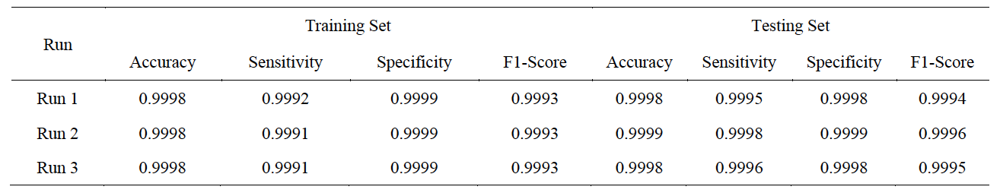 Training Set Testing Set
Run
Accuracy Sensitivity Specificity F1-Score Accuracy Sensitivity Specificity F1-Score
Run 1 0.9998 0.9992 0.9999 0.9993 0.9998 0.9995 0.9998 0.9994
Run 2 0.9998 0.9991 0.9999 0.9993 0.9999 0.9998 0.9999 0.9996
Run 3 0.9998 0.9991 0.9999 0.9993 0.9998 0.9996 0.9998 0.9995